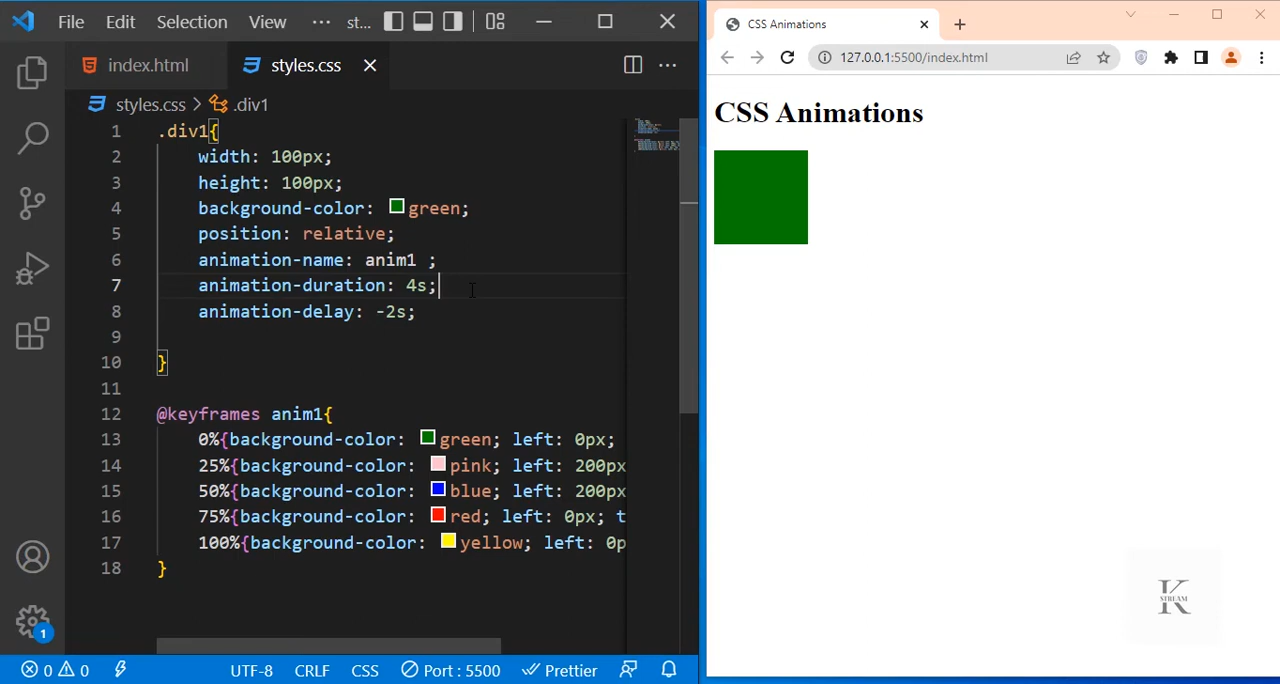 File Edit Selection View ··· st...
index.html styles.css
styles.css > .div1
1 .div1{
2 width: 100px;
3 height: 100px;
4 background-color: green;
5 position: relative;
6 animation-name: anim1 ;
7 animation-duration: 4s;
8 animation-delay: -2s;
9
10 }
11
12 @keyframes anim1{
13 0%{background-color: green; left: 0px;
14 25%{background-color: pink; left: 200px
15 50%{background-color: blue; left: 200px
16 75%{background-color: red; left: 0px; t
17 100%{background-color: yellow; left: 0p
18 }
1
0 0 UTF-8 CRLF CSS Port : 5500 Prettier
CSS Animations
127.0.0.1:5500/index.html
CSS Animations
K
STREAM